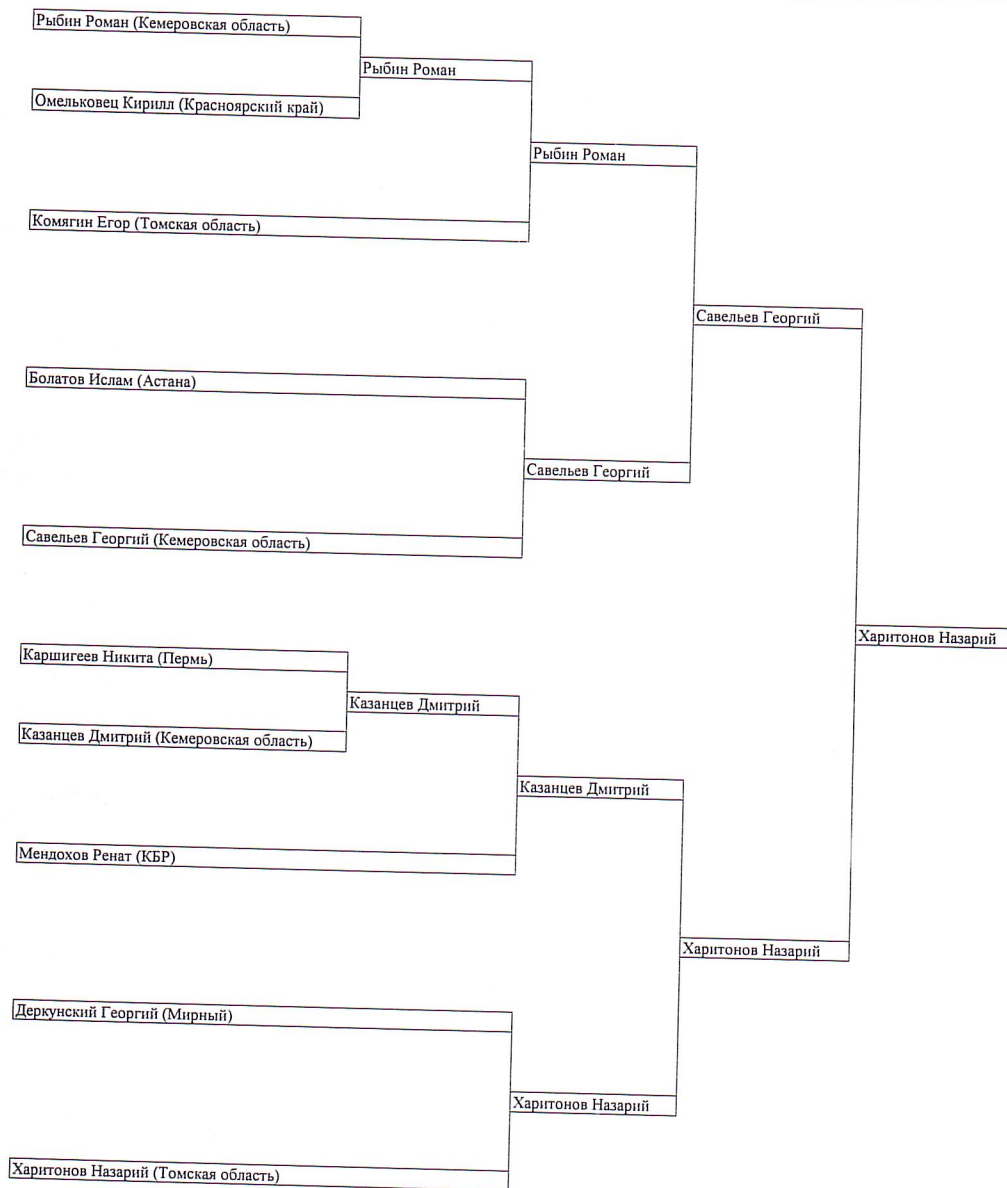 Рыбин Роман (Кемеровская область)
Рыбин Роман
Омельковец Кирилл (Красноярский край)
Рыбин Роман
Комягин Егор (Томская область)
Савельев Георгий
Болатов Ислам (Астана)
Савельев Георгий
Савельев Георгий (Кемеровская область)
Харитонов Назарий
Каршигеев Никита (Пермь)
Казанцев Дмитрий
Казанцев Дмитрий (Кемеровская область)
Казанцев Дмитрий
Мендохов Ренат (КБР)
Харитонов Назарий
Деркунский Георгий (Мирный)
Харитонов Назарий
Харитонов Назарий (Томская область)